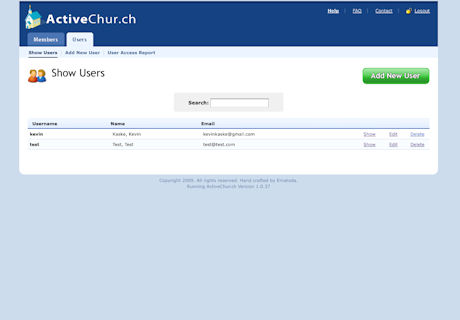 ActiveChur.ch
Help | FAQ | Contact | Logout
Members Users
Show Users | Add New User | User Access Report
Show Users
Add New User
Search:
Username Name Email
kevin Kaske, Kevin kevinkaske@gmail.com Show Edit Delete
test Test, Test test@test.com Show Edit Delete
Copyright 2009. All rights reserved. Hand crafted by
Running ActiveChur.ch Version 1.0.37